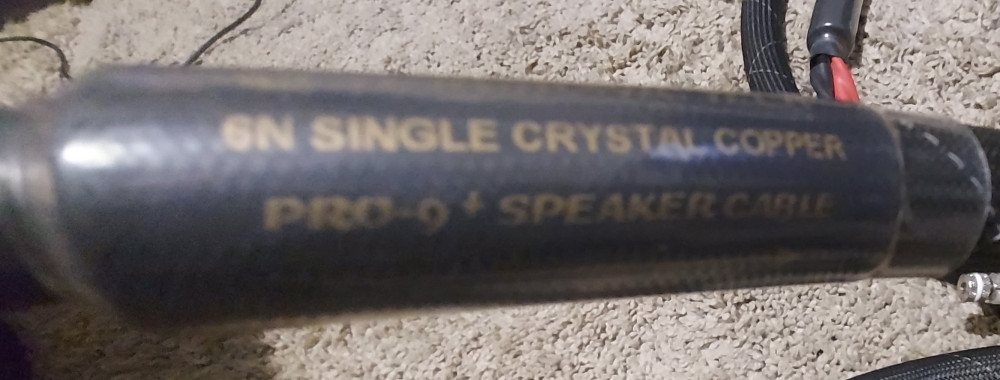 6N SINGLE CRYSTAL COPPER
PRO-9+ SPEAKER CABLE